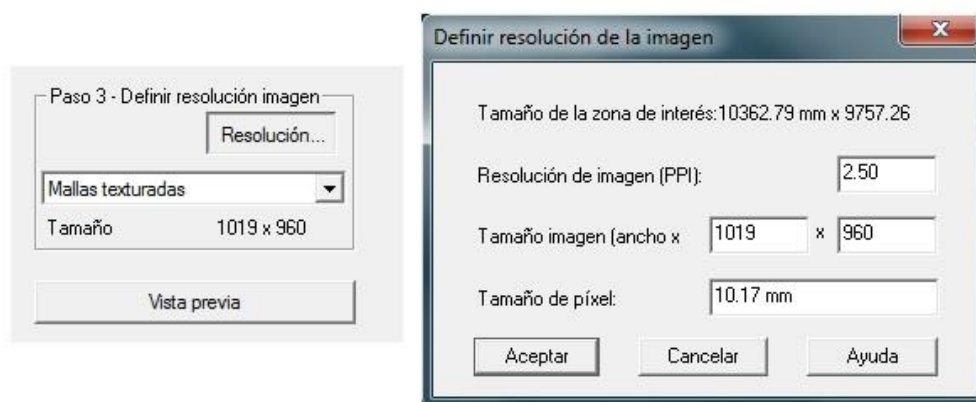 Paso 3 - Definir resolución imagen
Resolución...
Mallas texturadas
Tamaño 1019 x 960
Vista previa
Definir resolución de la imagen
Tamaño de la zona de interés:10362.79 mm x 9757.26
Resolución de imagen (PPI): 2.50
Tamaño imagen (ancho x 1019 x 960
Tamaño de píxel: 10.17 mm
Aceptar Cancelar Ayuda